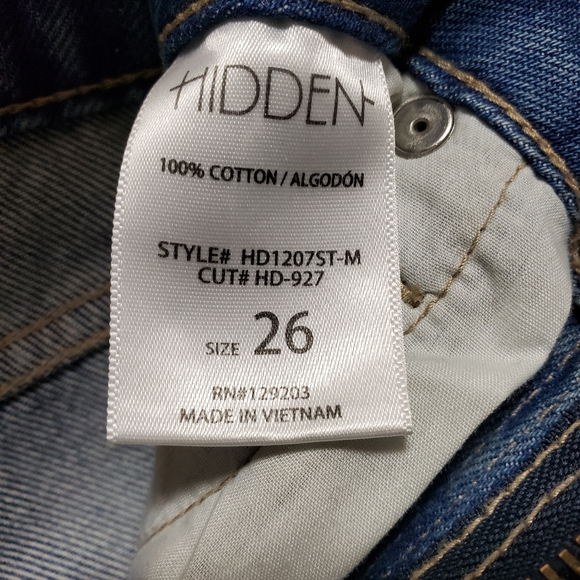 HIDDEN
100% COTTON / ALGODÓN
STYLE# HD1207ST-M
CUT# HD-927
SIZE 26
RN#129203
MADE IN VIETNAM